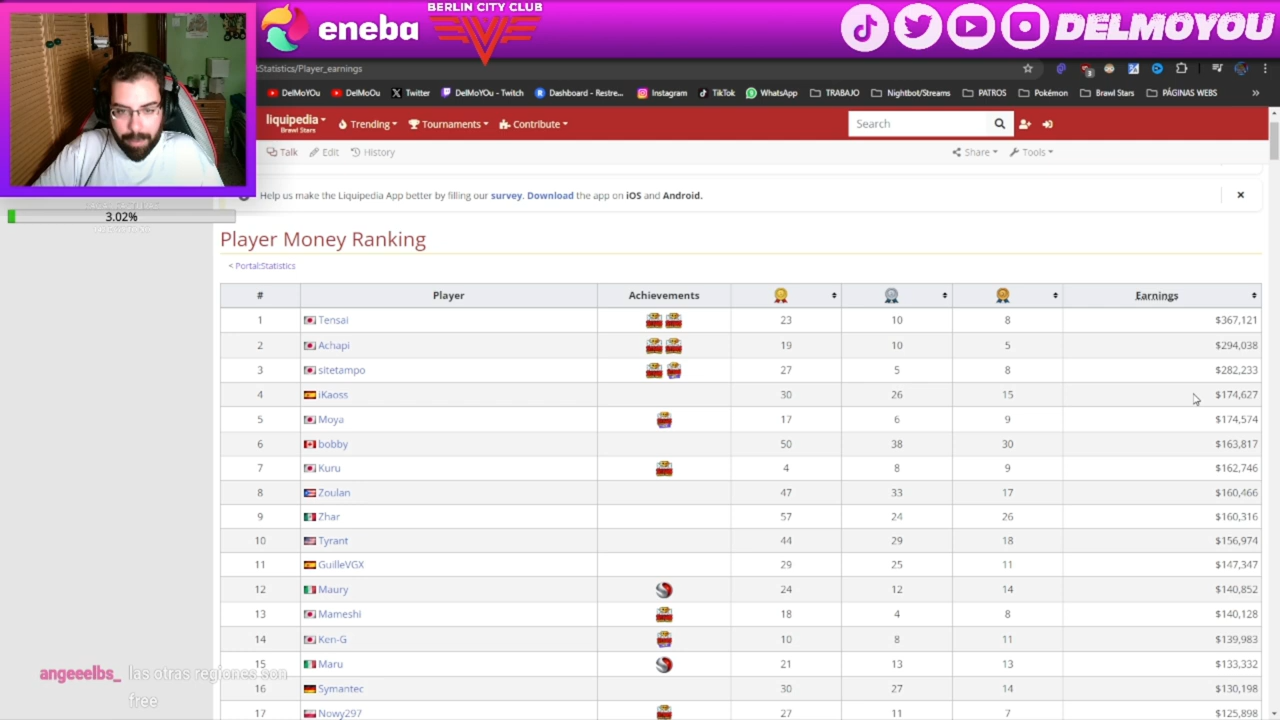 eneba
BERLIN CITY CLUB
DELMOYOU
:Statistics/Player_earnings
DelMoYOu DelMoOu Twitter DelMoYOu - Twitch Dashboard - Restre... Instagram TikTok WhatsApp TRABAJO Nightbot/Streams PATROS Pokémon Brawl Stars PÁGINAS WEBS »
liquipedia Trending Tournaments Contribute Search
Brawl Stars
Talk Edit History Share Tools
Help us make the Liquipedia App better by filling our survey. Download the app on iOS and Android.
3.02%
Player Money Ranking
< Portal:Statistics
# Player Achievements Earnings
1 Tensai 23 10 8 $367,121
2 Achapi 19 10 5 $294,038
3 sitetampo 27 5 8 $282,233
4 iKaoss 30 26 15 $174,627
5 Moya 17 6 9 $174,574
6 bobby 50 38 30 $163,817
7 Kuru 4 8 9 $162,746
8 Zoulan 47 33 17 $160,466
9 Zhar 57 24 26 $160,316
10 Tyrant 44 29 18 $156,974
11 GuilleVGX 29 25 11 $147,347
12 Maury 24 12 14 $140,852
13 Mameshi 18 4 8 $140,128
14 Ken-G 10 8 11 $139,983
15 Maru 21 13 13 $133,332
16 Symantec 30 27 14 $130,198
17 Nowy297 27 11 7 $125,898
angeeelbs_ las otras regiones son
free